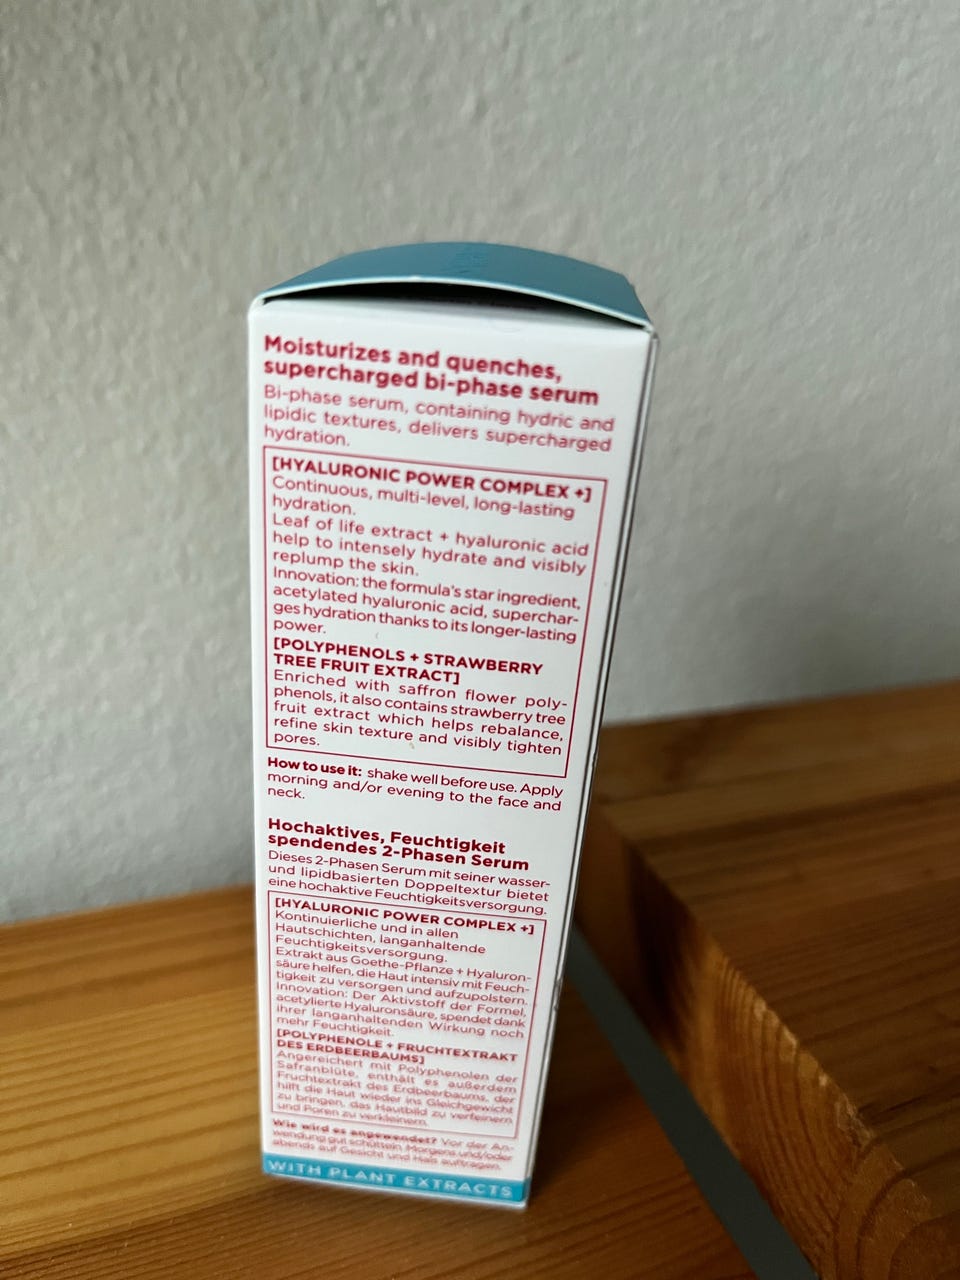 Moisturizes and quenches,
supercharged bi-phase serum
Bi-phase serum, containing hydric and
lipidic textures, delivers supercharged
hydration.
[HYALURONIC POWER COMPLEX +]
Continuous, multi-level, long-lasting
hydration.
Leaf of life extract + hyaluronic acid
help to intensely hydrate and visibly
replump the skin.
Innovation: the formula's star ingredient,
acetylated hyaluronic acid, superchar-
ges hydration thanks to its longer-lasting
power.
[POLYPHENOLS + STRAWBERRY
TREE FRUIT EXTRACT]
Enriched with saffron flower poly-
phenols, it also contains strawberry tree
fruit extract which helps rebalance,
refine skin texture and visibly tighten
pores.
How to use it: shake well before use. Apply
morning and/or evening to the face and
neck.
Hochaktives, Feuchtigkeit
spendendes 2-Phasen Serum
Dieses 2-Phasen Serum mit seiner wasser-
und lipidbasierten Doppeltextur bietet
eine hochaktive Feuchtigkeitsversorgung.
[HYALURONIC POWER COMPLEX +]
Kontinuierliche und in allen
Hautschichten, langanhaltende
Feuchtigkeitsversorgung.
Extrakt aus Goethe-Pflanze + Hyaluron-
säure helfen, die Haut intensiv mit Feuch-
tigkeit zu versorgen und aufzupolstern.
Innovation: Der Aktivstoff der Formel,
acetylierte Hyaluronsäure, spendet dank
ihrer langanhaltenden Wirkung noch
mehr Feuchtigkeit.
[POLYPHENOLE + FRUCHTEXTRAKT
DES ERDBEERBAUMS]
Angereichert mit Polyphenolen der
Safranblüte, enthält es außerdem
Fruchtextrakt des Erdbeerbaums, der
hilft die Haut wieder ins Gleichgewicht
zu bringen, das Hautbild zu verfeinern
und Poren zu verkleinern.
Wie wird es angewendet? Vor der An-
wendung gut schütteln. Morgens und/oder
abends auf Gesicht und Hals auftragen.
WITH PLANT EXTRACTS